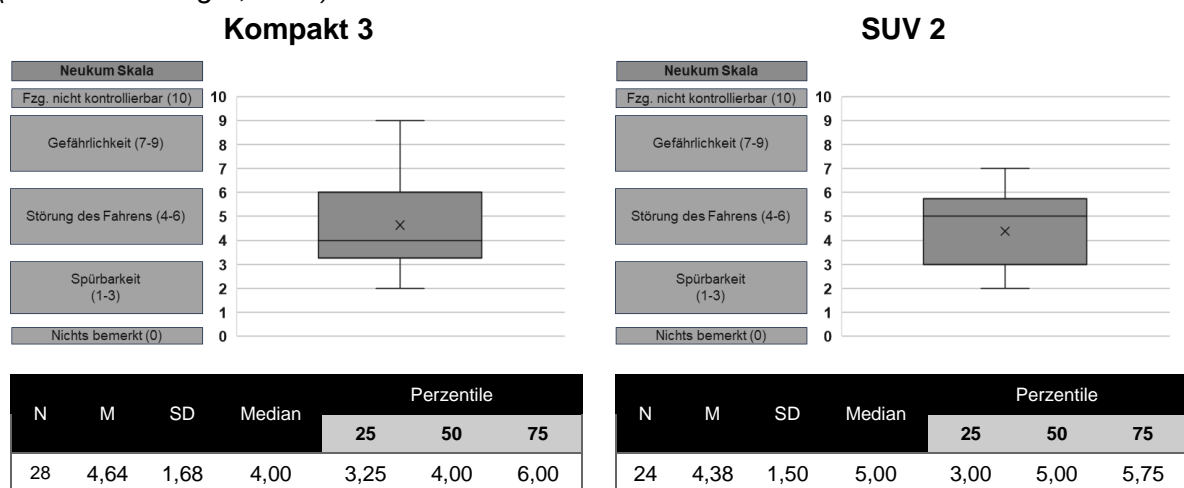 Kompakt 3
Neukum Skala
Fzg. nicht kontrollierbar (10)
Gefährlichkeit (7-9)
Störung des Fahrens (4-6)
Spürbarkeit
(1-3)
Nichts bemerkt (0)
10
9
8
7
6
5
4
3
2
1
0
N M SD Median Perzentile
25 50 75
28 4,64 1,68 4,00 3,25 4,00 6,00
SUV 2
Neukum Skala
Fzg. nicht kontrollierbar (10)
Gefährlichkeit (7-9)
Störung des Fahrens (4-6)
Spürbarkeit
(1-3)
Nichts bemerkt (0)
10
9
8
7
6
5
4
3
2
1
0
N M SD Median Perzentile
25 50 75
24 4,38 1,50 5,00 3,00 5,00 5,75